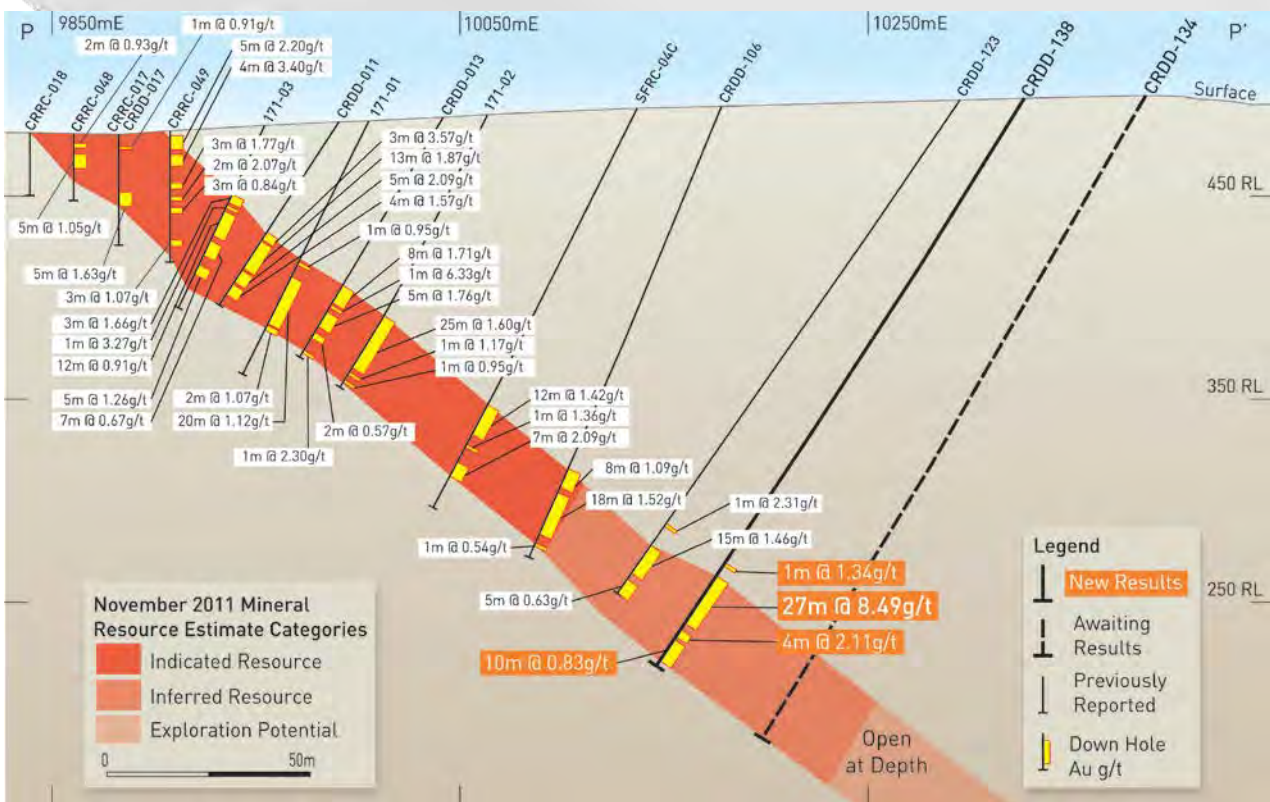 P
9850mE
10050mE
10250mE
P'
1m @ 0.91g/t
2m @ 0.93g/t
5m @ 2.20g/t
4m @ 3.40g/t
CRRC-018
CRRC-048
CRRC-017
CRDD-017
CRRC-049
171-03
CRDD-011
171-01
CRDD-013
171-02
SFRC-04C
CRDD-106
CRDD-123
CRDD-138
CRDD-134
Surface
450 RL
350 RL
250 RL
3m @ 1.77g/t
2m @ 2.07g/t
3m @ 0.84g/t
3m @ 3.57g/t
13m @ 1.87g/t
5m @ 2.09g/t
4m @ 1.57g/t
1m @ 0.95g/t
8m @ 1.71g/t
1m @ 6.33g/t
5m @ 1.76g/t
5m @ 1.05g/t
5m @ 1.63g/t
3m @ 1.07g/t
3m @ 1.66g/t
1m @ 3.27g/t
12m @ 0.91g/t
5m @ 1.26g/t
7m @ 0.67g/t
25m @ 1.60g/t
1m @ 1.17g/t
1m @ 0.95g/t
2m @ 1.07g/t
20m @ 1.12g/t
2m @ 0.57g/t
1m @ 2.30g/t
12m @ 1.42g/t
1m @ 1.36g/t
7m @ 2.09g/t
8m @ 1.09g/t
18m @ 1.52g/t
1m @ 0.54g/t
1m @ 2.31g/t
15m @ 1.46g/t
5m @ 0.63g/t
1m @ 1.34g/t
27m @ 8.49g/t
4m @ 2.11g/t
10m @ 0.83g/t
Open
at Depth
November 2011 Mineral
Resource Estimate Categories
Indicated Resource
Inferred Resource
Exploration Potential
0
50m
Legend
New Results
Awaiting
Results
Previously
Reported
Down Hole
Au g/t